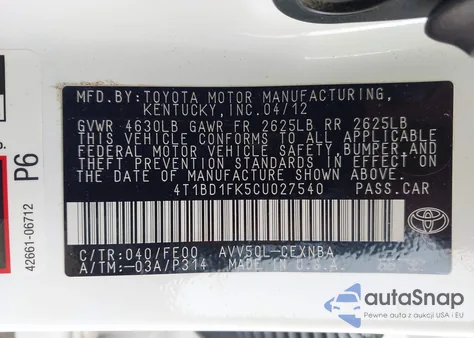 MFD.BY: TOYOTA MOTOR MANUFACTURING,
KENTUCKY, INC. 04/12
GVWR 4630LB GAWR FR 2625LB RR 2625LB
THIS VEHICLE CONFORMS TO ALL APPLICABLE
FEDERAL MOTOR VEHICLE SAFETY, BUMPER, AND
THEFT PREVENTION STANDARDS IN EFFECT ON
THE DATE OF MANUFACTURE SHOWN ABOVE.
4T1BD1FK5CU027540 PASS.CAR
C/TR: 040/FE00 AVV50L-CEXNBA
A/TM: -03A/P314 MADE IN U.S.A.
TOYOTA
P6
42661-06712
autaSnap
Pewne auta z USA i EU